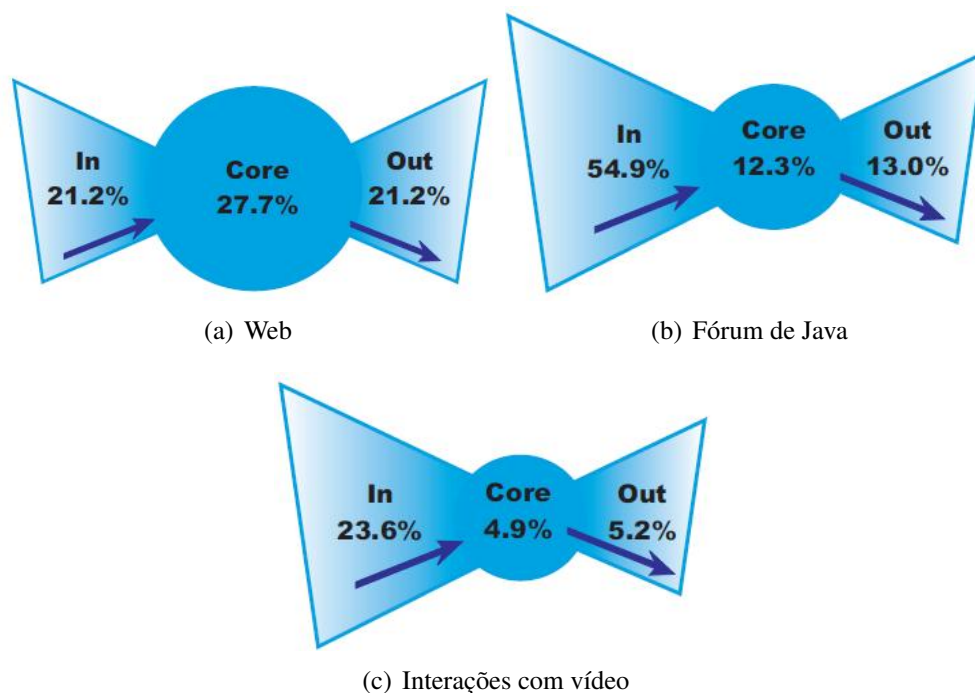 In
21.2%
Core
27.7%
Out
21.2%
(a) Web
In
54.9%
Core
12.3%
Out
13.0%
(b) Fórum de Java
In
23.6%
Core
4.9%
Out
5.2%
(c) Interações com vídeo